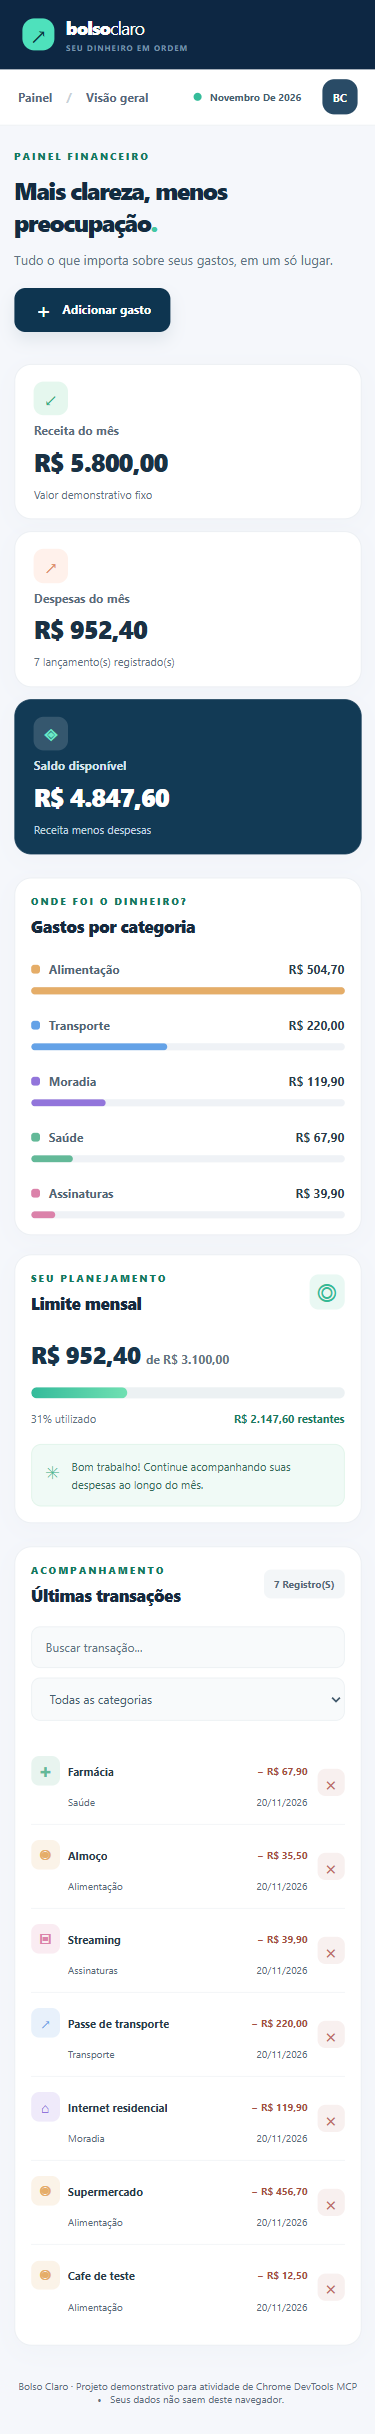 bolsoclaro
SEU DINHEIRO EM ORDEM
Painel / Visão geral
Novembro De 2026
BC
PAINEL FINANCEIRO
Mais clareza, menos
preocupação.
Tudo o que importa sobre seus gastos, em um só lugar.
+ Adicionar gasto
Receita do mês
R$ 5.800,00
Valor demonstrativo fixo
Despesas do mês
R$ 952,40
7 lançamento(s) registrado(s)
Saldo disponível
R$ 4.847,60
Receita menos despesas
ONDE FOI O DINHEIRO?
Gastos por categoria
Alimentação R$ 504,70
Transporte R$ 220,00
Moradia R$ 119,90
Saúde R$ 67,90
Assinaturas R$ 39,90
SEU PLANEJAMENTO
Limite mensal
R$ 952,40 de R$ 3.100,00
31% utilizado R$ 2.147,60 restantes
Bom trabalho! Continue acompanhando suas
despesas ao longo do mês.
ACOMPANHAMENTO
Últimas transações
7 Registro(S)
Buscar transação...
Todas as categorias
Farmácia – R$ 67,90
Saúde 20/11/2026
Almoço – R$ 35,50
Alimentação 20/11/2026
Streaming – R$ 39,90
Assinaturas 20/11/2026
Passe de transporte – R$ 220,00
Transporte 20/11/2026
Internet residencial – R$ 119,90
Moradia 20/11/2026
Supermercado – R$ 456,70
Alimentação 20/11/2026
Cafe de teste – R$ 12,50
Alimentação 20/11/2026
Bolso Claro · Projeto demonstrativo para atividade de Chrome DevTools MCP
• Seus dados não saem deste navegador.